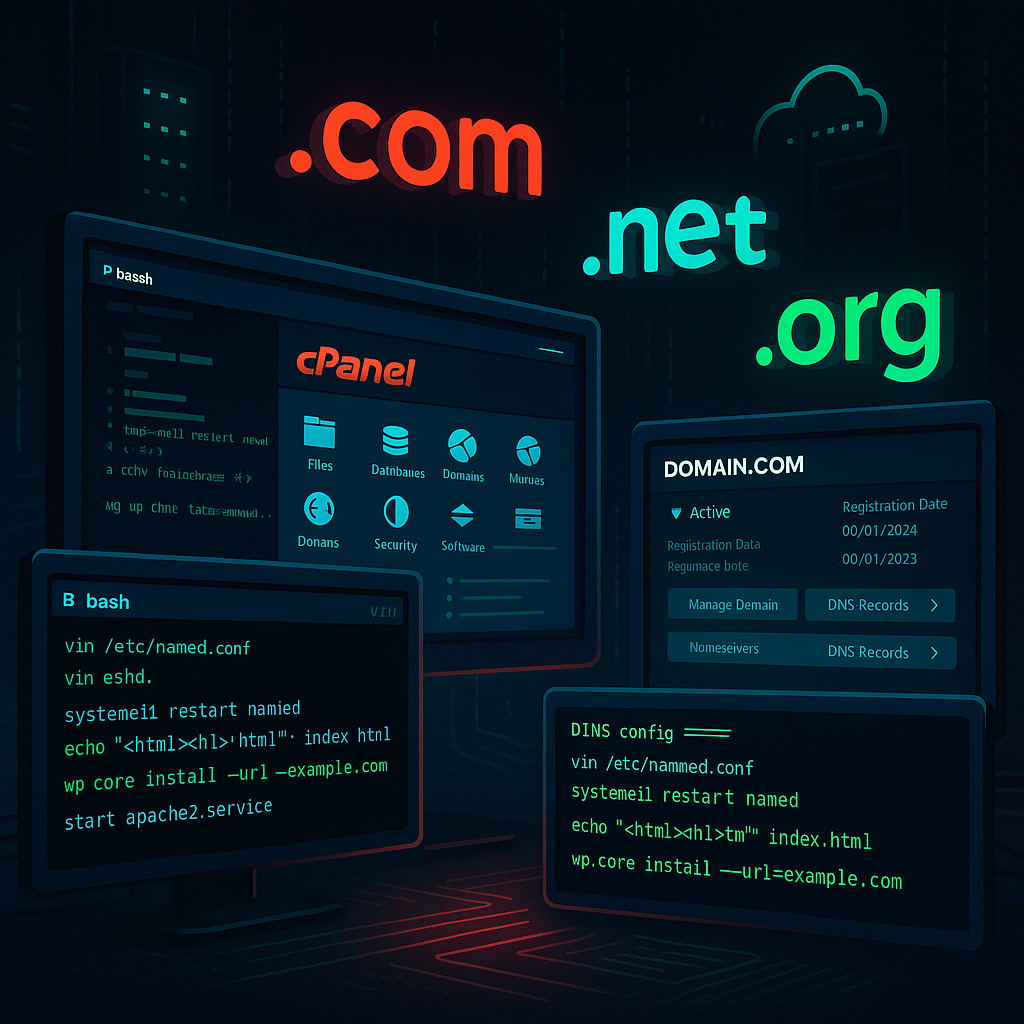 .com
.net
.org
P bassh
cPanel
Files
Databaues
Domains
Murues
Donans
Security
Software
DOMAIN.COM
Active
Registration Date
00/01/2024
Regiistration Data
Regumace bote
00/01/2023
Manage Demain
DNS-Records >
Nomeseivers
DNS Records >
B bash
vin /etc/named.conf
vin eshd.
systemei1 restart namied
echo "<html><hl>'html"' index htnl
wp core install —url —example.com
start apache2.service
DINS config
vin /etc/nammed.conf
systemeil restart named
echo "<html><hl>tm"" index.html
wp.core instail ——url=example.com